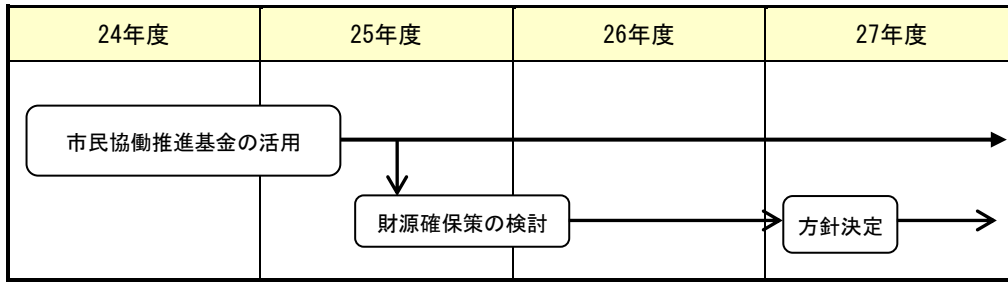 24年度
25年度
26年度
27年度
市民協働推進基金の活用
財源確保策の検討
方針決定